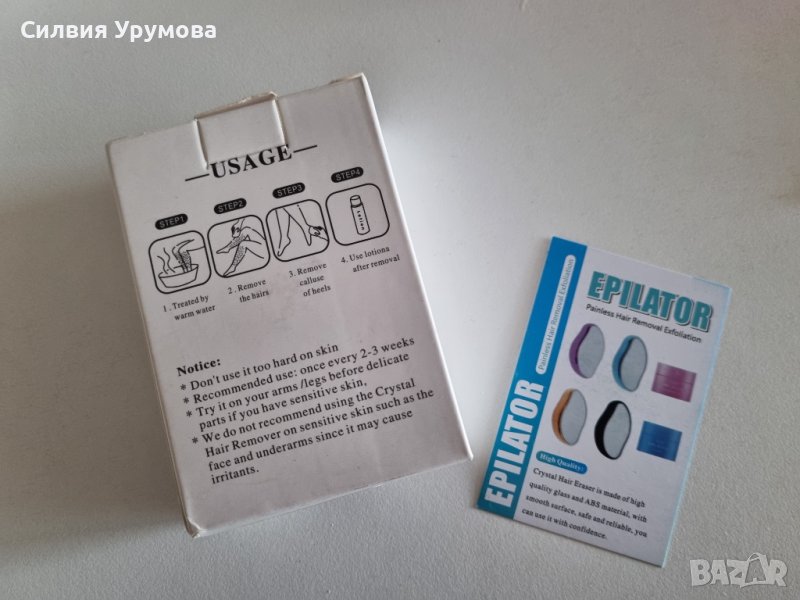 Силвия Урумова
USAGE
STEP1
STEP2
STEP3
STEP4
Lotion
1. Treated by
warm water
2. Remove
the hairs
3. Remove
calluse
of heels
4. Use lotiona
after removal
Notice:
* Don't use it too hard on skin
* Recommended use: once every 2-3 weeks
* Try it on your arms /legs before delicate
parts if you have sensitive skin,
* We do not recommend using the Crystal
Hair Remover on sensitive skin such as the
face and underarms since it may cause
irritants.
EPILATOR
Painless Hair Removal Exfoliation
EPILATOR
Painless Hair Removal Exfoliation
High Quality:
Crystal Hair Eraser is made of high
quality glass and ABS material, with
smooth surface, safe and reliable, you
can use it with confidence.
BAZAR